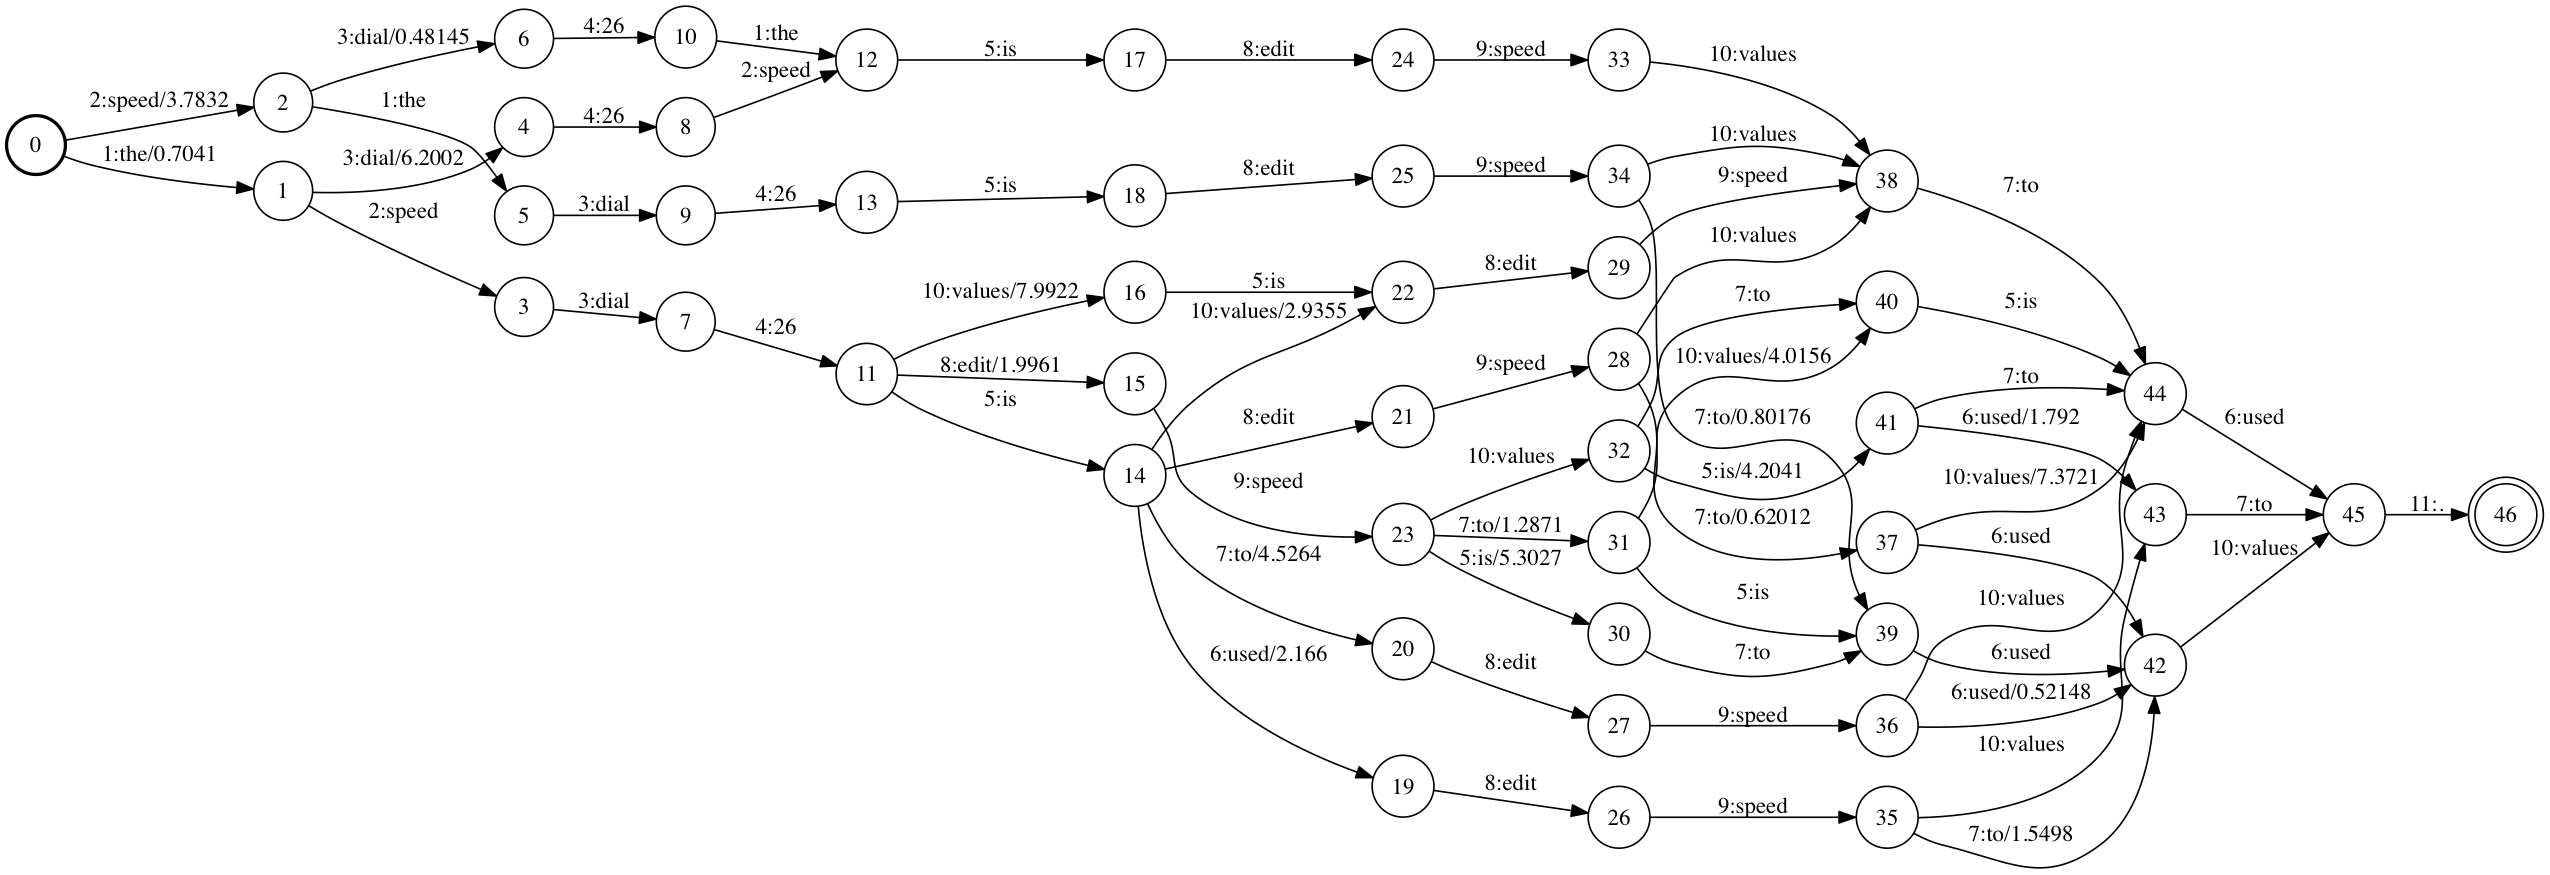 0
2:speed/3.7832
1:the/0.7041
2
1
3:dial/0.48145
1:the
3:dial/6.2002
2:speed
6
4
5
3
4:26
4:26
3:dial
3:dial
10
8
9
7
1:the
2:speed
4:26
4:26
12
13
11
5:is
5:is
10:values/7.9922
8:edit/1.9961
5:is
17
18
16
15
14
8:edit
8:edit
5:is
10:values/2.9355
8:edit
9:speed
7:to/4.5264
6:used/2.166
24
25
22
21
23
20
19
9:speed
9:speed
8:edit
9:speed
10:values
7:to/1.2871
5:is/5.3027
8:edit
8:edit
33
34
29
28
32
31
30
27
26
10:values
10:values
9:speed
10:values
7:to
10:values/4.0156
7:to/0.80176
5:is/4.2041
7:to/0.62012
5:is
7:to
9:speed
9:speed
38
40
41
37
39
36
35
7:to
5:is
7:to
6:used/1.792
10:values/7.3721
6:used
10:values
6:used
6:used/0.52148
10:values
7:to/1.5498
44
43
42
6:used
7:to
10:values
45
11:.
46